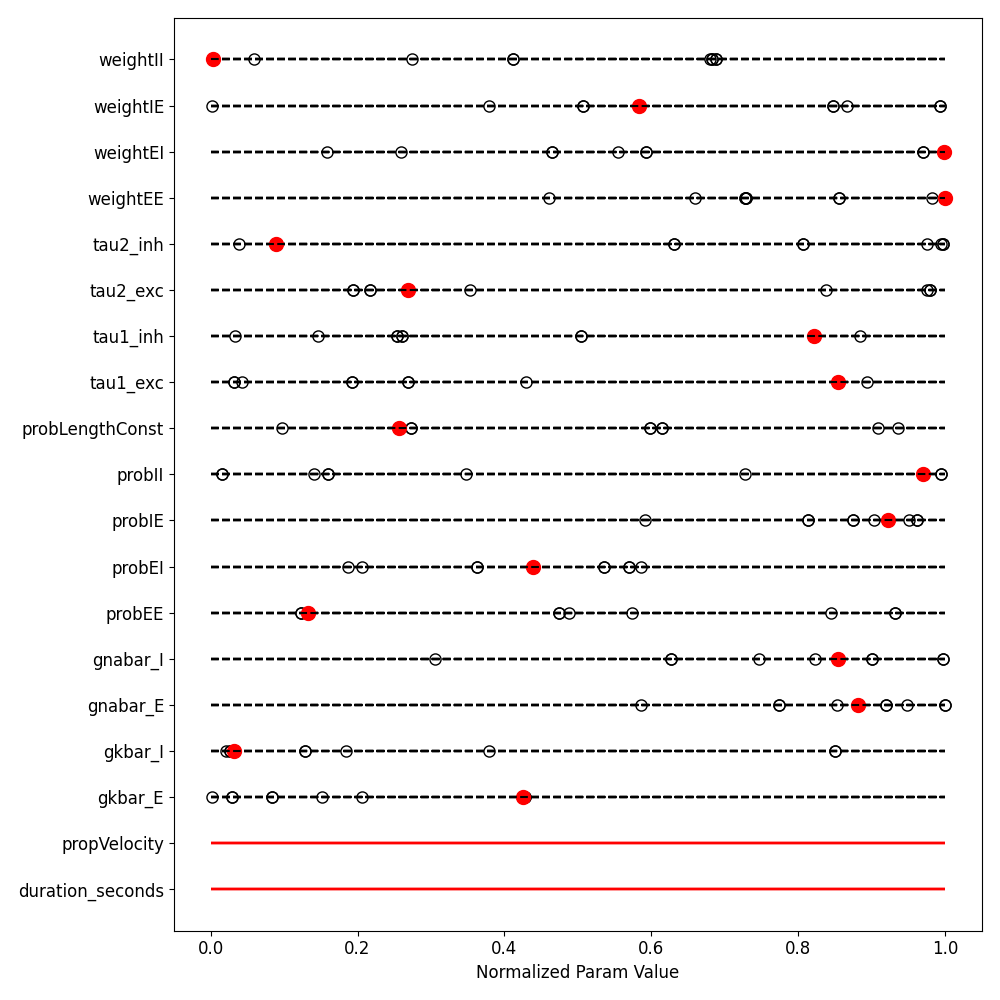 weightII
weightIE
weightEI
weightEE
tau2_inh
tau2_exc
tau1_inh
tau1_exc
probLengthConst
probII
probIE
probEI
probEE
gnabar_I
gnabar_E
gkbar_I
gkbar_E
propVelocity
duration_seconds
0.0 0.2 0.4 0.6 0.8 1.0
Normalized Param Value